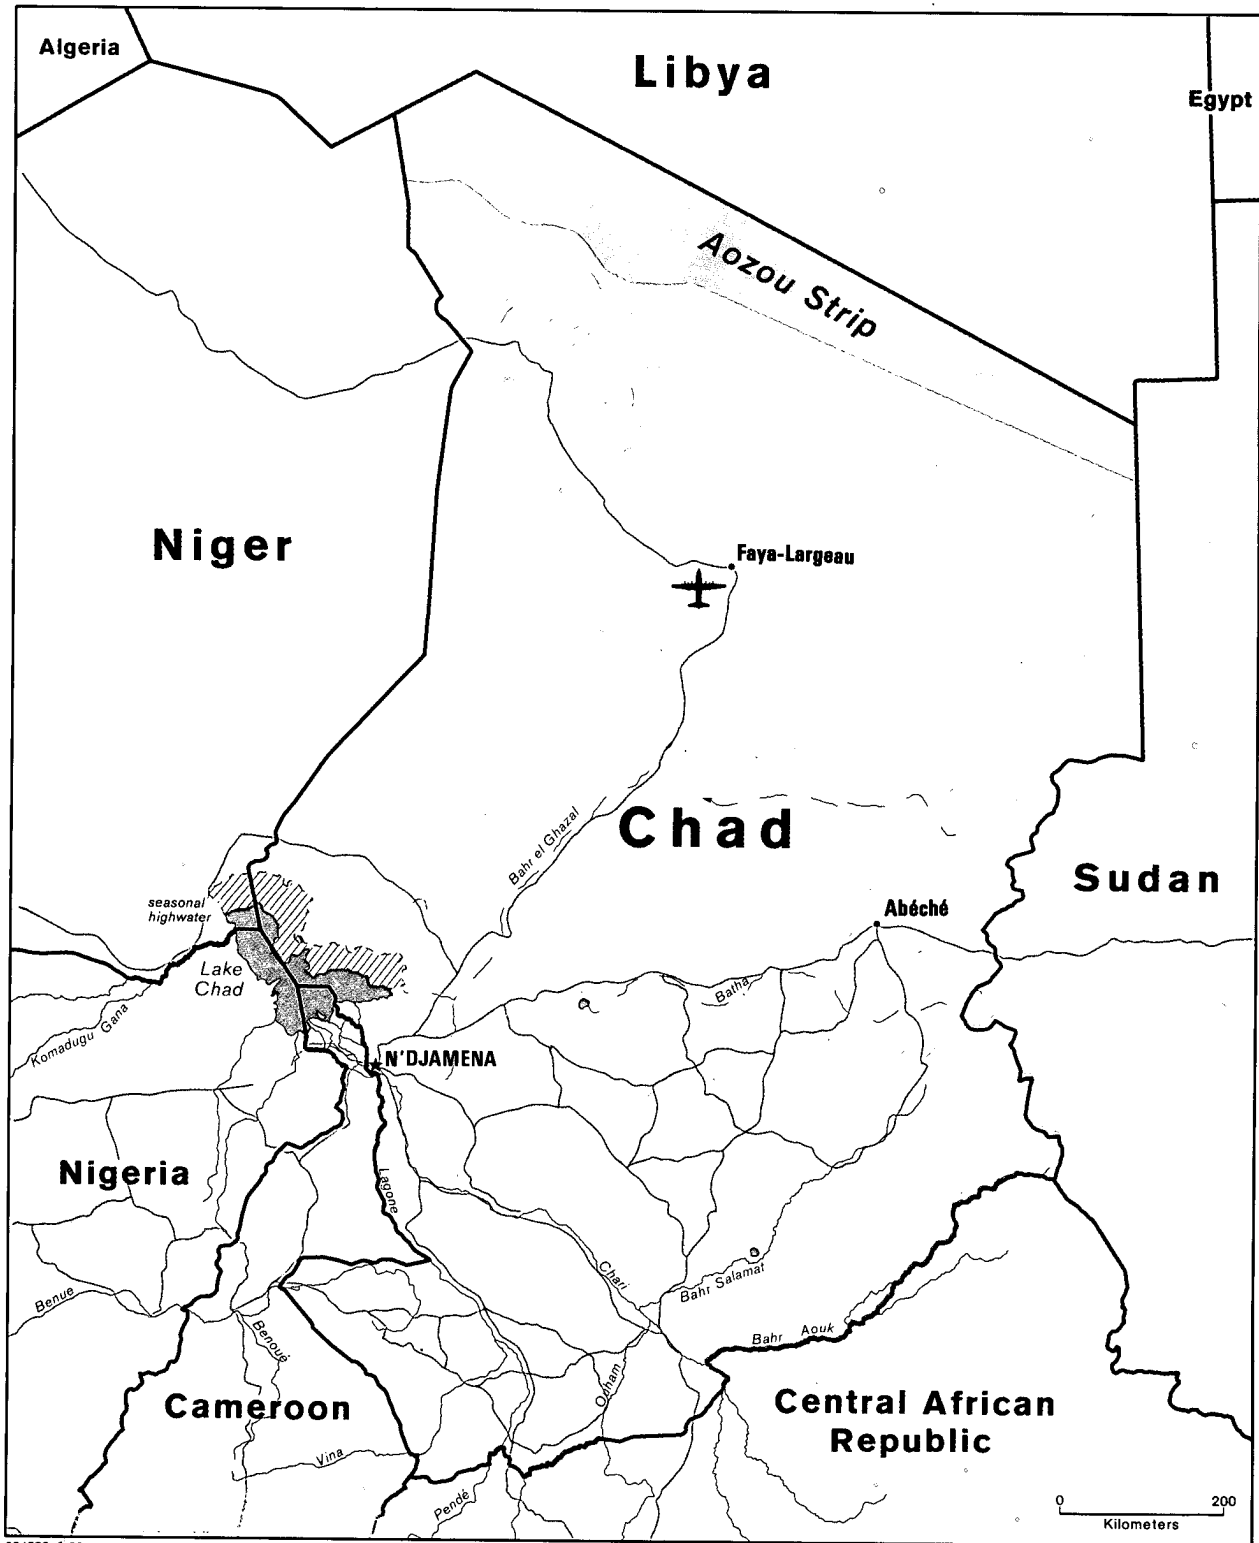 Algeria
Libya
Egypt
Aozou Strip
Niger
Faya-Largeau
Chad
Bahr el Ghazal
Sudan
seasonal
highwater
Abéché
Lake
Chad
Batha
Komadugu Gana
N'DJAMENA
Nigeria
Lagone
Chari
Bahr Salamat
Benue
Benoué
Bahr Aouk
Ouham
Cameroon
Central African
Republic
Vina
Pendé
0 200
Kilometers